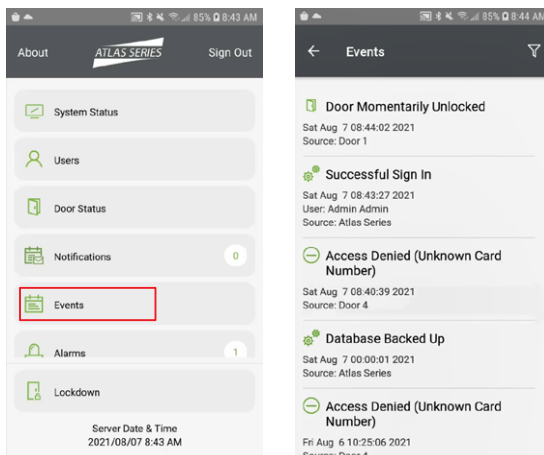 85% 8:43 AM
About
ATLAS SERIES
Sign Out
System Status
Users
Door Status
Notifications
0
Events
Alarms
1
Lockdown
Server Date & Time
2021/08/07 8:43 AM
85% 8:44 AM
Events
Door Momentarily Unlocked
Sat Aug 7 08:44:02 2021
Source: Door 1
Successful Sign In
Sat Aug 7 08:43:27 2021
User: Admin Admin
Source: Atlas Series
Access Denied (Unknown Card
Number)
Sat Aug 7 08:40:39 2021
Source: Door 4
Database Backed Up
Sat Aug 7 00:00:01 2021
Source: Atlas Series
Access Denied (Unknown Card
Number)
Fri Aug 6 10:25:06 2021
Source: Door 4